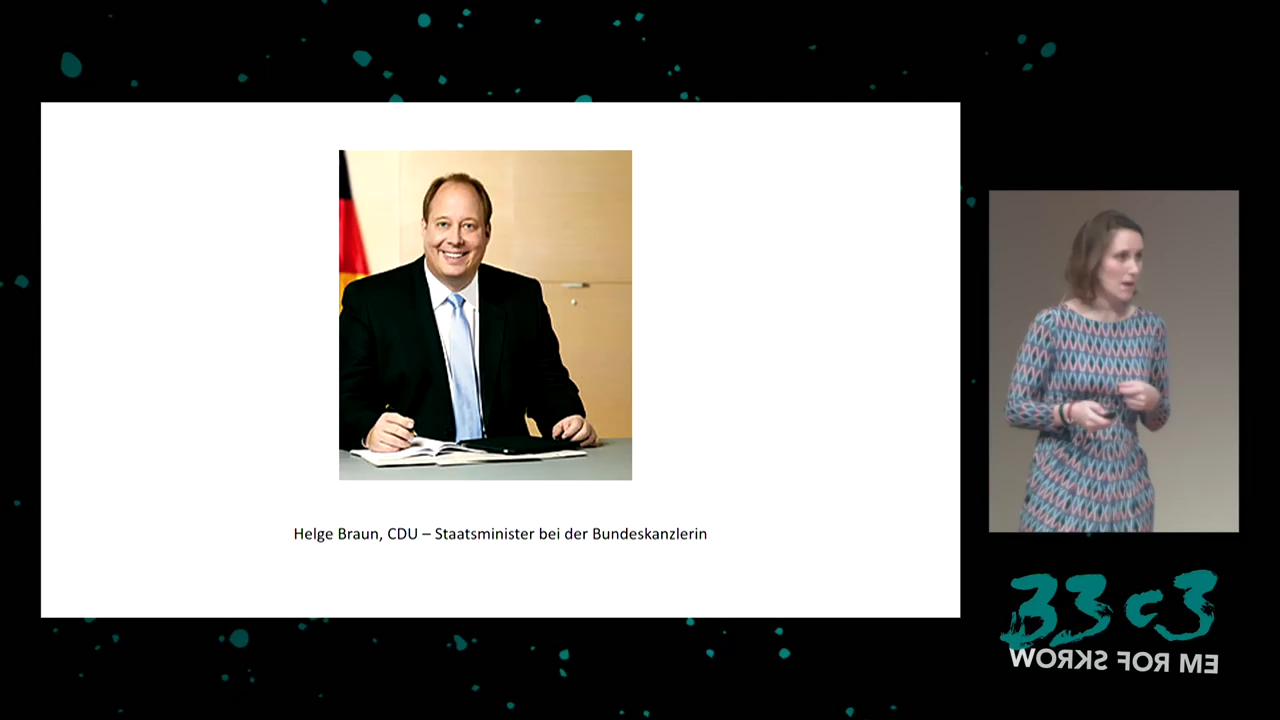 Helge Braun, CDU – Staatsminister bei der Bundeskanzlerin
33c3
WORKS FOR ME